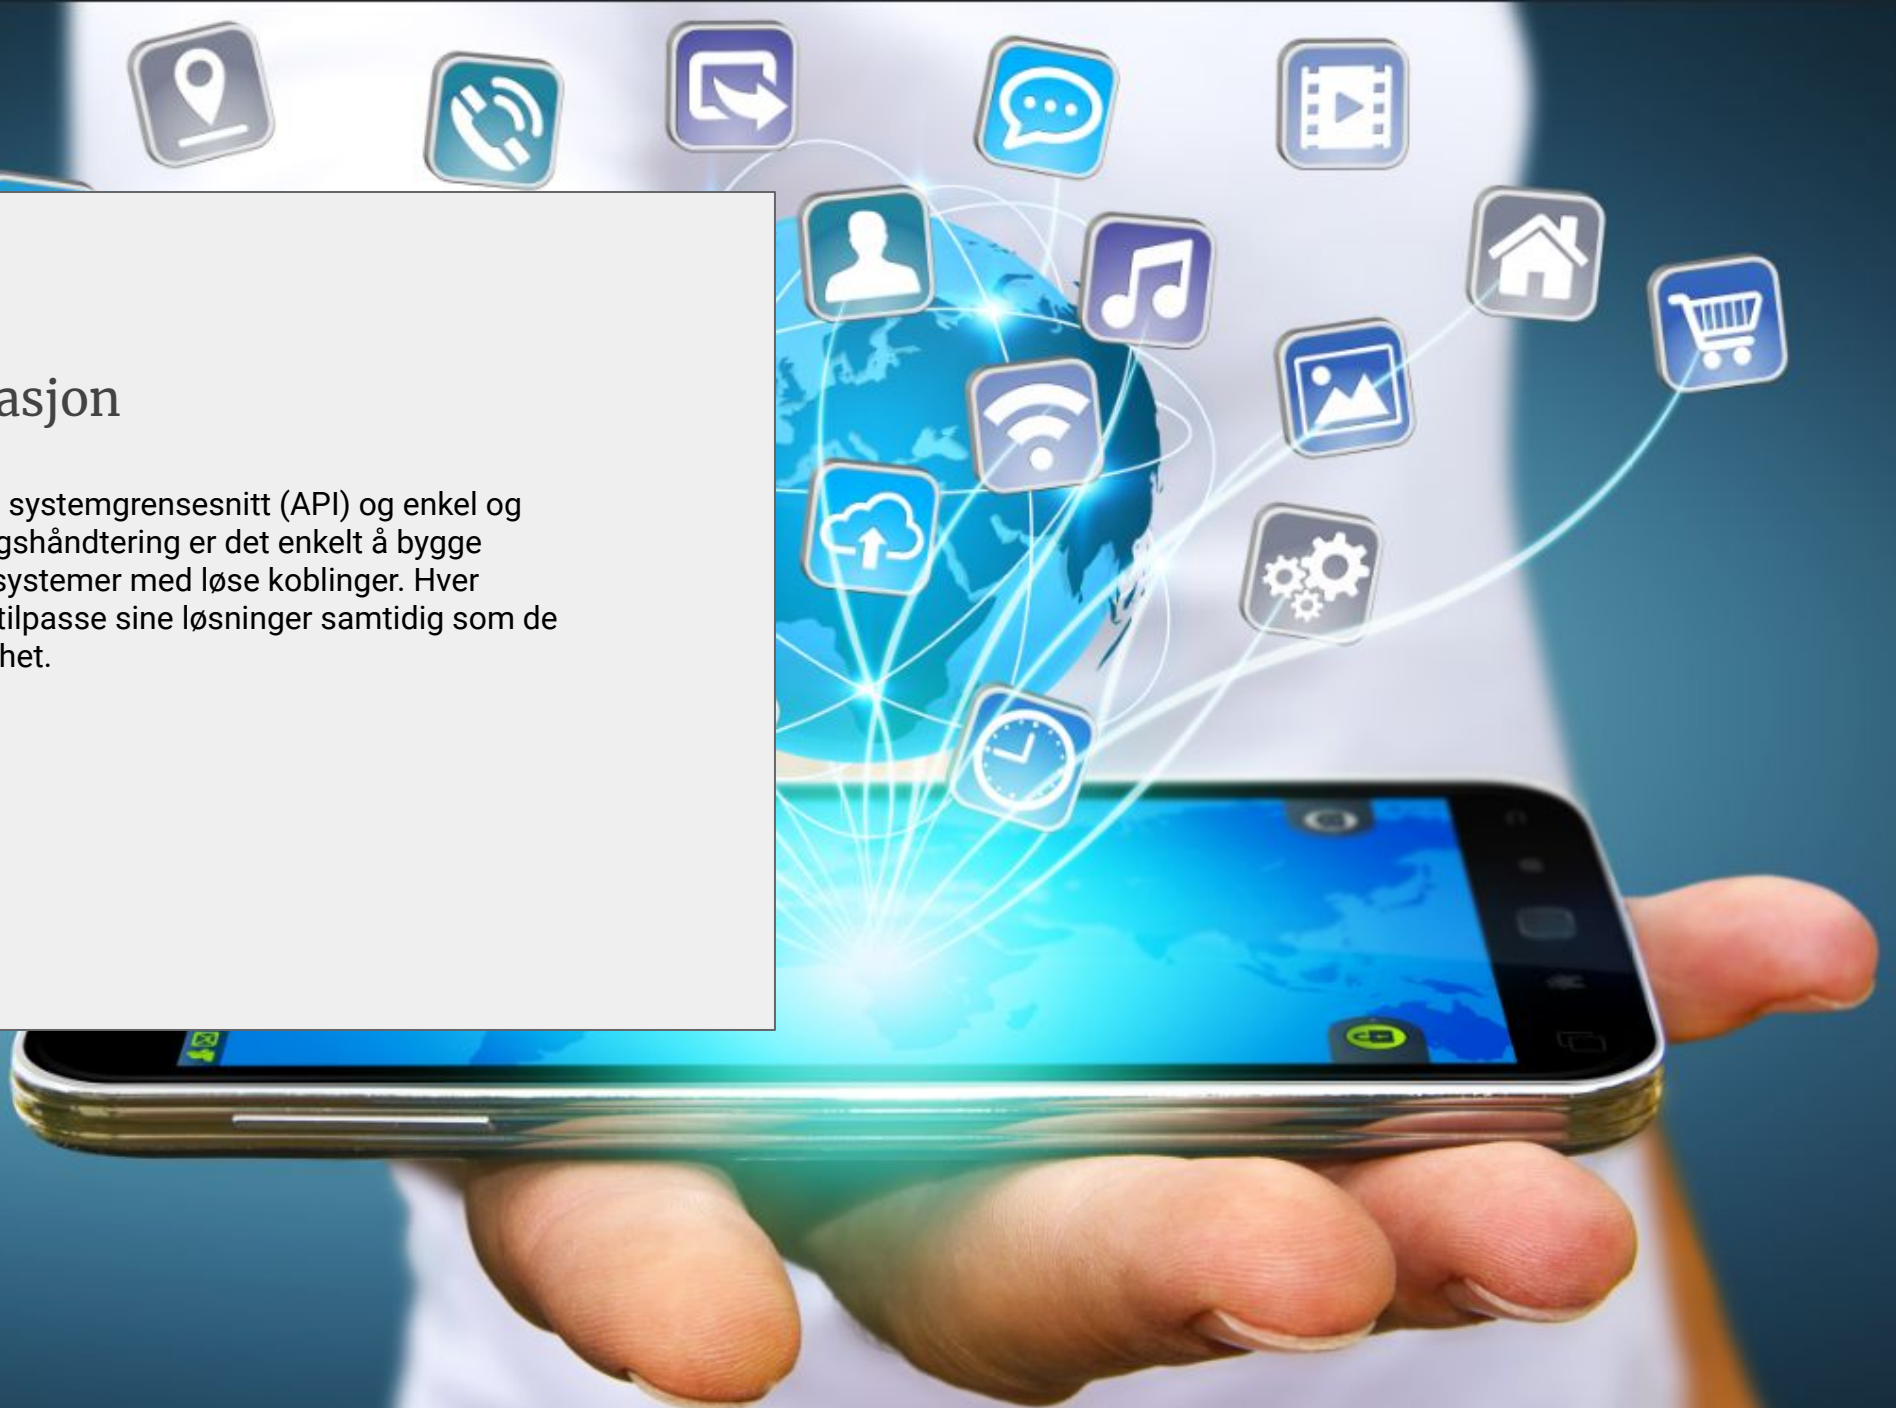 asjon
systemgrensesnitt (API) og enkel og
gshåndtering er det enkelt å bygge
systemer med løse koblinger. Hver
tilpasse sine løsninger samtidig som de
het.